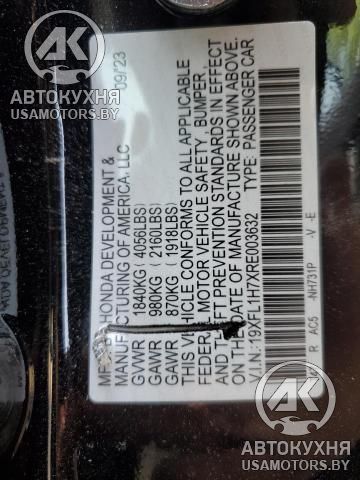 АВТОКУХНЯ
USAMOTORS.BY
MFD. BY HONDA DEVELOPMENT & 09/23
MANUFACTURING OF AMERICA, LLC
GVWR 1840KG (4056LBS)
GAWR 980KG (2160LBS)
GAWR 870KG (1918LBS)
THIS VEHICLE CONFORMS TO ALL APPLICABLE
FEDERAL MOTOR VEHICLE SAFETY, BUMPER,
AND THEFT PREVENTION STANDARDS IN EFFECT
ON THE DATE OF MANUFACTURE SHOWN ABOVE.
V.I.N.: 19XFL1H7XRE003632 TYPE: PASSENGER CAR
R AC5 -NH731P -V -E
АВТОКУХНЯ
USAMOTORS.BY